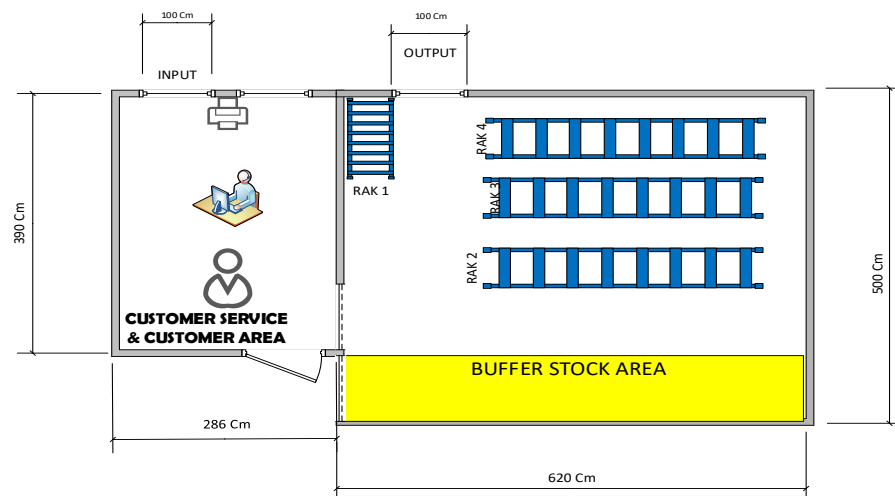 100 Cm
100 Cm
INPUT
OUTPUT
RAK 4
RAK 1
RAK 3
RAK 2
390 Cm
500 Cm
CUSTOMER SERVICE
& CUSTOMER AREA
BUFFER STOCK AREA
286 Cm
620 Cm